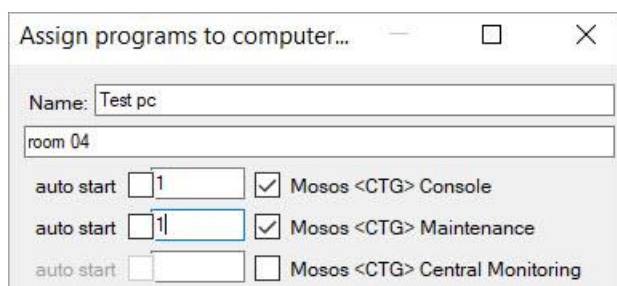 Assign programs to computer...
Name: Test pc
room 04
auto start 1 Mosos <CTG> Console
auto start 1 Mosos <CTG> Maintenance
auto start Mosos <CTG> Central Monitoring